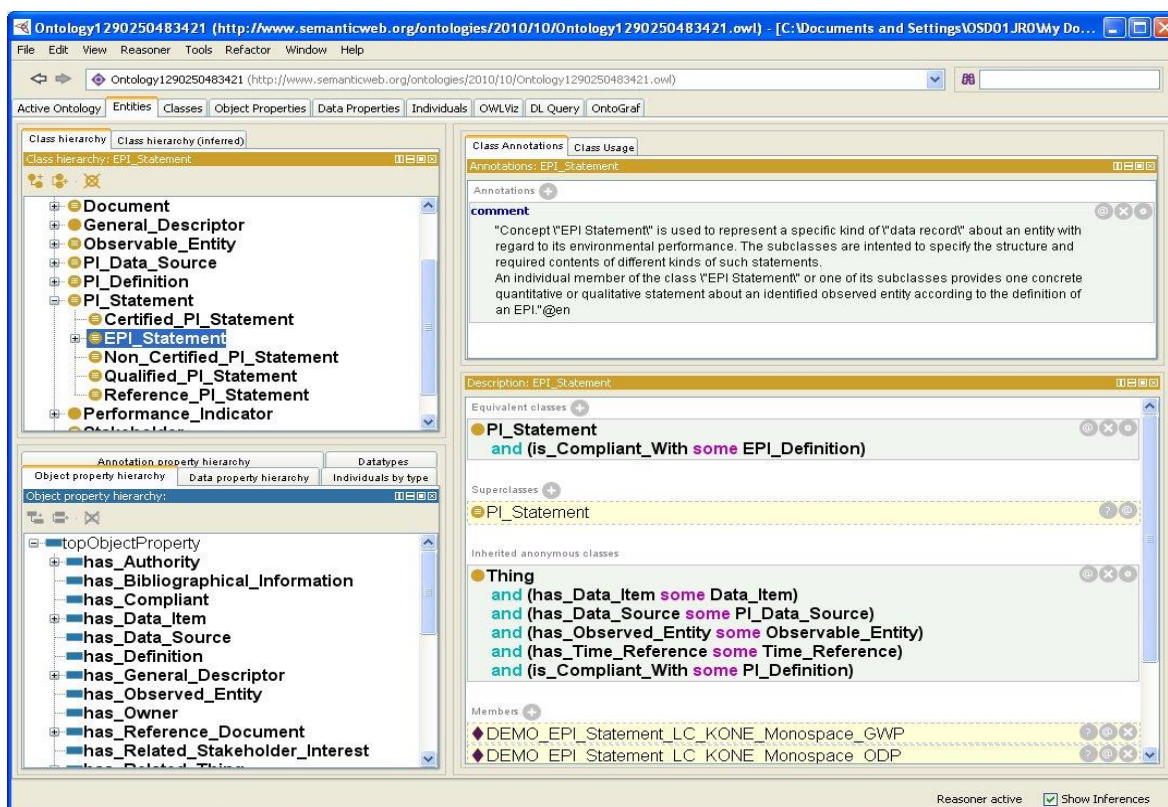 Ontology1290250483421 (http://www.semanticweb.org/ontologies/2010/10/Ontology1290250483421.owl) - [C:\Documents and Settings\OSD01.JR0\My Do...
File Edit View Reasoner Tools Refactor Window Help
Ontology1290250483421 (http://www.semanticweb.org/ontologies/2010/10/Ontology1290250483421.owl)
Active Ontology Entities Classes Object Properties Data Properties Individuals OWLViz DL Query OntoGraf
Class hierarchy Class hierarchy (inferred)
Class hierarchy: EPI_Statement
Document
General_Descriptor
Observable_Entity
PI_Data_Source
PI_Definition
PI_Statement
Certified_PI_Statement
EPI_Statement
Non_Certified_PI_Statement
Qualified_PI_Statement
Reference_PI_Statement
Performance_Indicator
Stakeholder
Annotation property hierarchy Datatypes
Object property hierarchy Data property hierarchy Individuals by type
Object property hierarchy:
topObjectProperty
has_Authority
has_Bibliographical_Information
has_Compliant
has_Data_Item
has_Data_Source
has_Definition
has_General_Descriptor
has_Observed_Entity
has_Owner
has_Reference_Document
has_Related_Stakeholder_Interest
has_Related_Thing
Class Annotations Class Usage
Annotations: EPI_Statement
Annotations
comment
"Concept \"EPI Statement\" is used to represent a specific kind of \"data record\" about an entity with
regard to its environmental performance. The subclasses are intented to specify the structure and
required contents of different kinds of such statements.
An individual member of the class \"EPI Statement\" or one of its subclasses provides one concrete
quantitative or qualitative statement about an identified observed entity according to the definition of
an EPI."@en
Description: EPI_Statement
Equivalent classes
PI_Statement
and (is_Compliant_With some EPI_Definition)
Superclasses
PI_Statement
Inherited anonymous classes
Thing
and (has_Data_Item some Data_Item)
and (has_Data_Source some PI_Data_Source)
and (has_Observed_Entity some Observable_Entity)
and (has_Time_Reference some Time_Reference)
and (is_Compliant_With some PI_Definition)
Members
DEMO_EPI_Statement_LC_KONE_Monospace_GWP
DEMO_EPI_Statement_LC_KONE_Monospace_ODP
Reasoner active Show Inferences